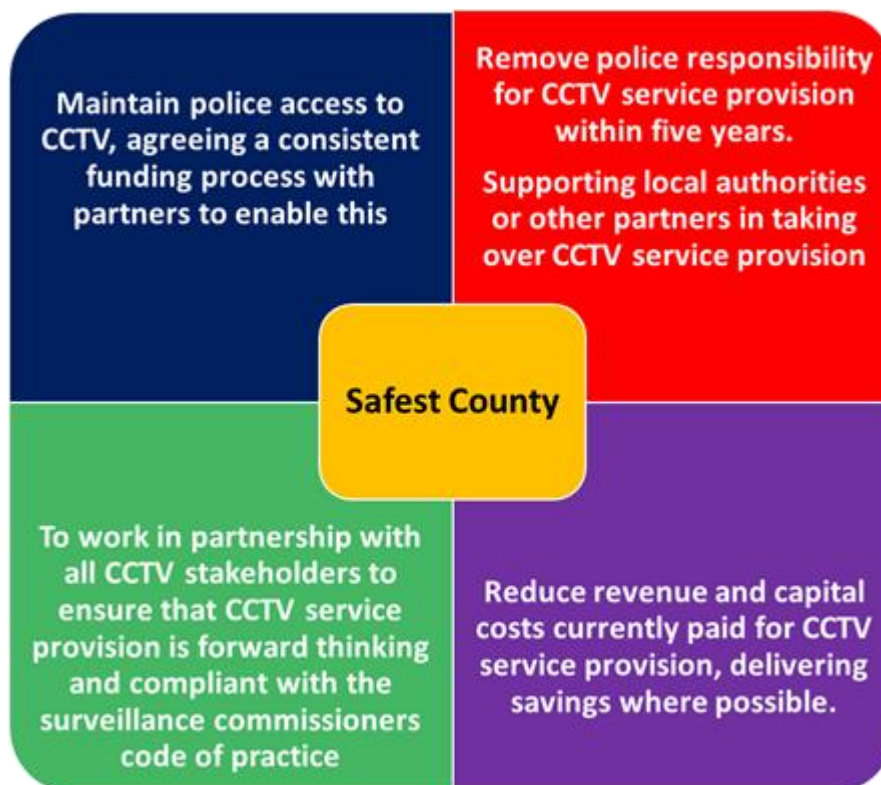 Maintain police access to
CCTV, agreeing a consistent
funding process with
partners to enable this
Remove police responsibility
for CCTV service provision
within five years.
Supporting local authorities
or other partners in taking
over CCTV service provision
Safest County
To work in partnership with
all CCTV stakeholders to
ensure that CCTV service
provision is forward thinking
and compliant with the
surveillance commissioners
code of practice
Reduce revenue and capital
costs currently paid for CCTV
service provision, delivering
savings where possible.